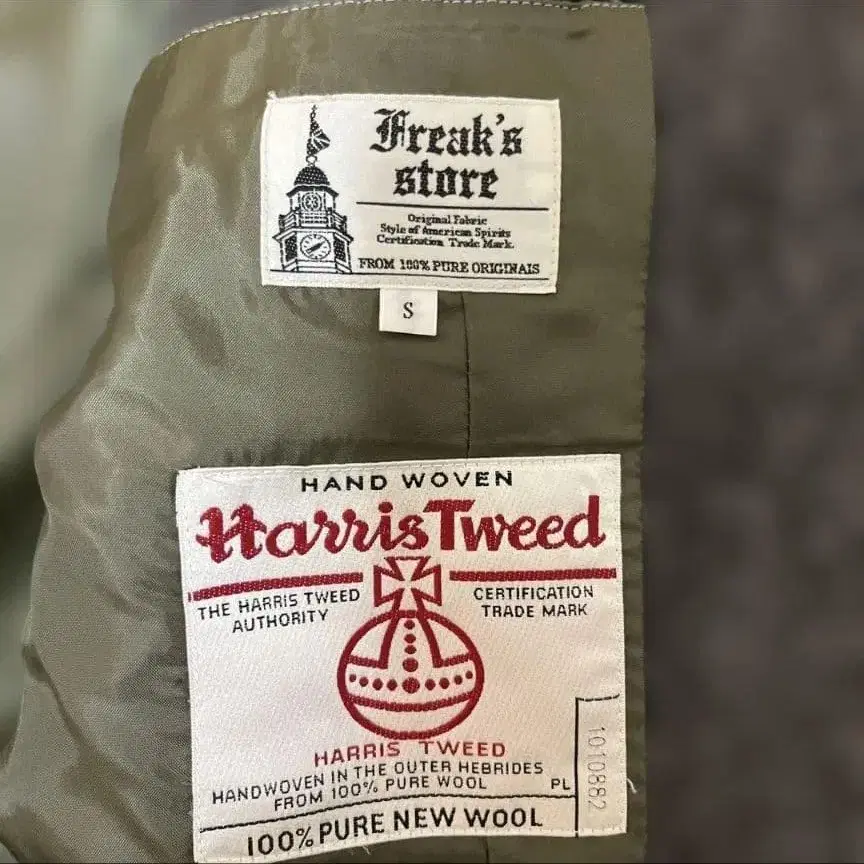 Freak's
store
Original Fabric
Style of American Spirits
Certification Trade Mark.
FROM 100% PURE ORIGINAIS
S
HAND WOVEN
Harris Tweed
THE HARRIS TWEED
AUTHORITY
CERTIFICATION
TRADE MARK
HARRIS TWEED
HANDWOVEN IN THE OUTER HEBRIDES
FROM 100% PURE WOOL
PL
1010882
100% PURE NEW WOOL